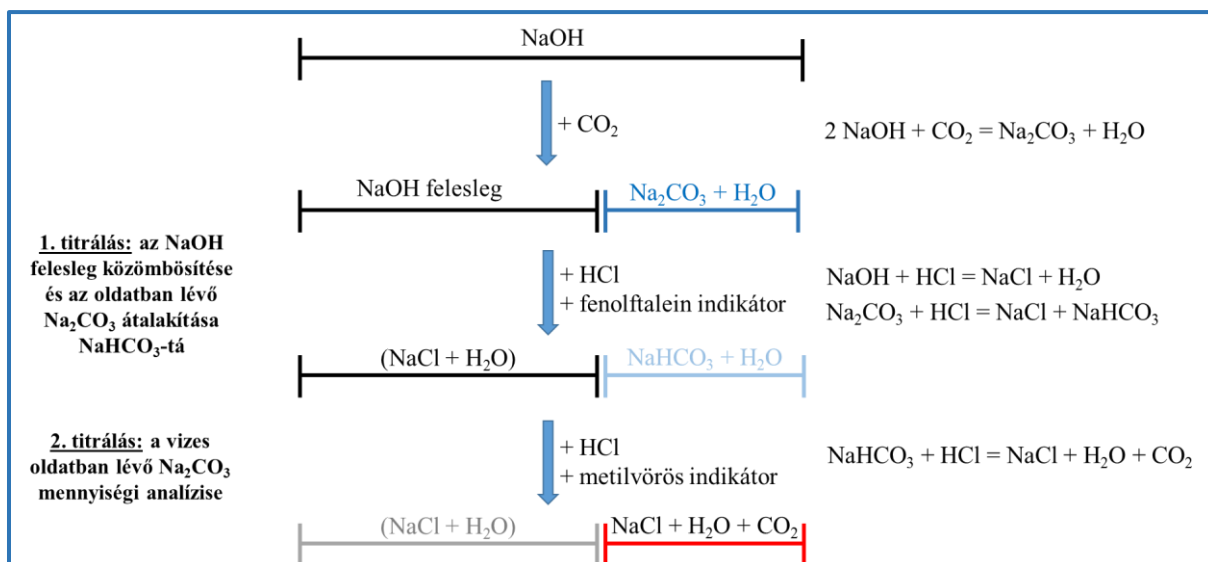 NaOH
+ CO₂
2 NaOH + CO₂ = Na₂CO₃ + H₂O
NaOH felesleg
Na₂CO₃ + H₂O
1. titrálás: az NaOH
felesleg közömbösítése
és az oldatban lévő
Na₂CO₃ átalakítása
NaHCO₃-tá
+ HCl
+ fenolftalein indikátor
NaOH + HCl = NaCl + H₂O
Na₂CO₃ + HCl = NaCl + NaHCO₃
(NaCl + H₂O)
NaHCO₃ + H₂O
2. titrálás: a vizes
oldatban lévő Na₂CO₃
mennyiségi analízise
+ HCl
+ metilvörös indikátor
NaHCO₃ + HCl = NaCl + H₂O + CO₂
(NaCl + H₂O)
NaCl + H₂O + CO₂